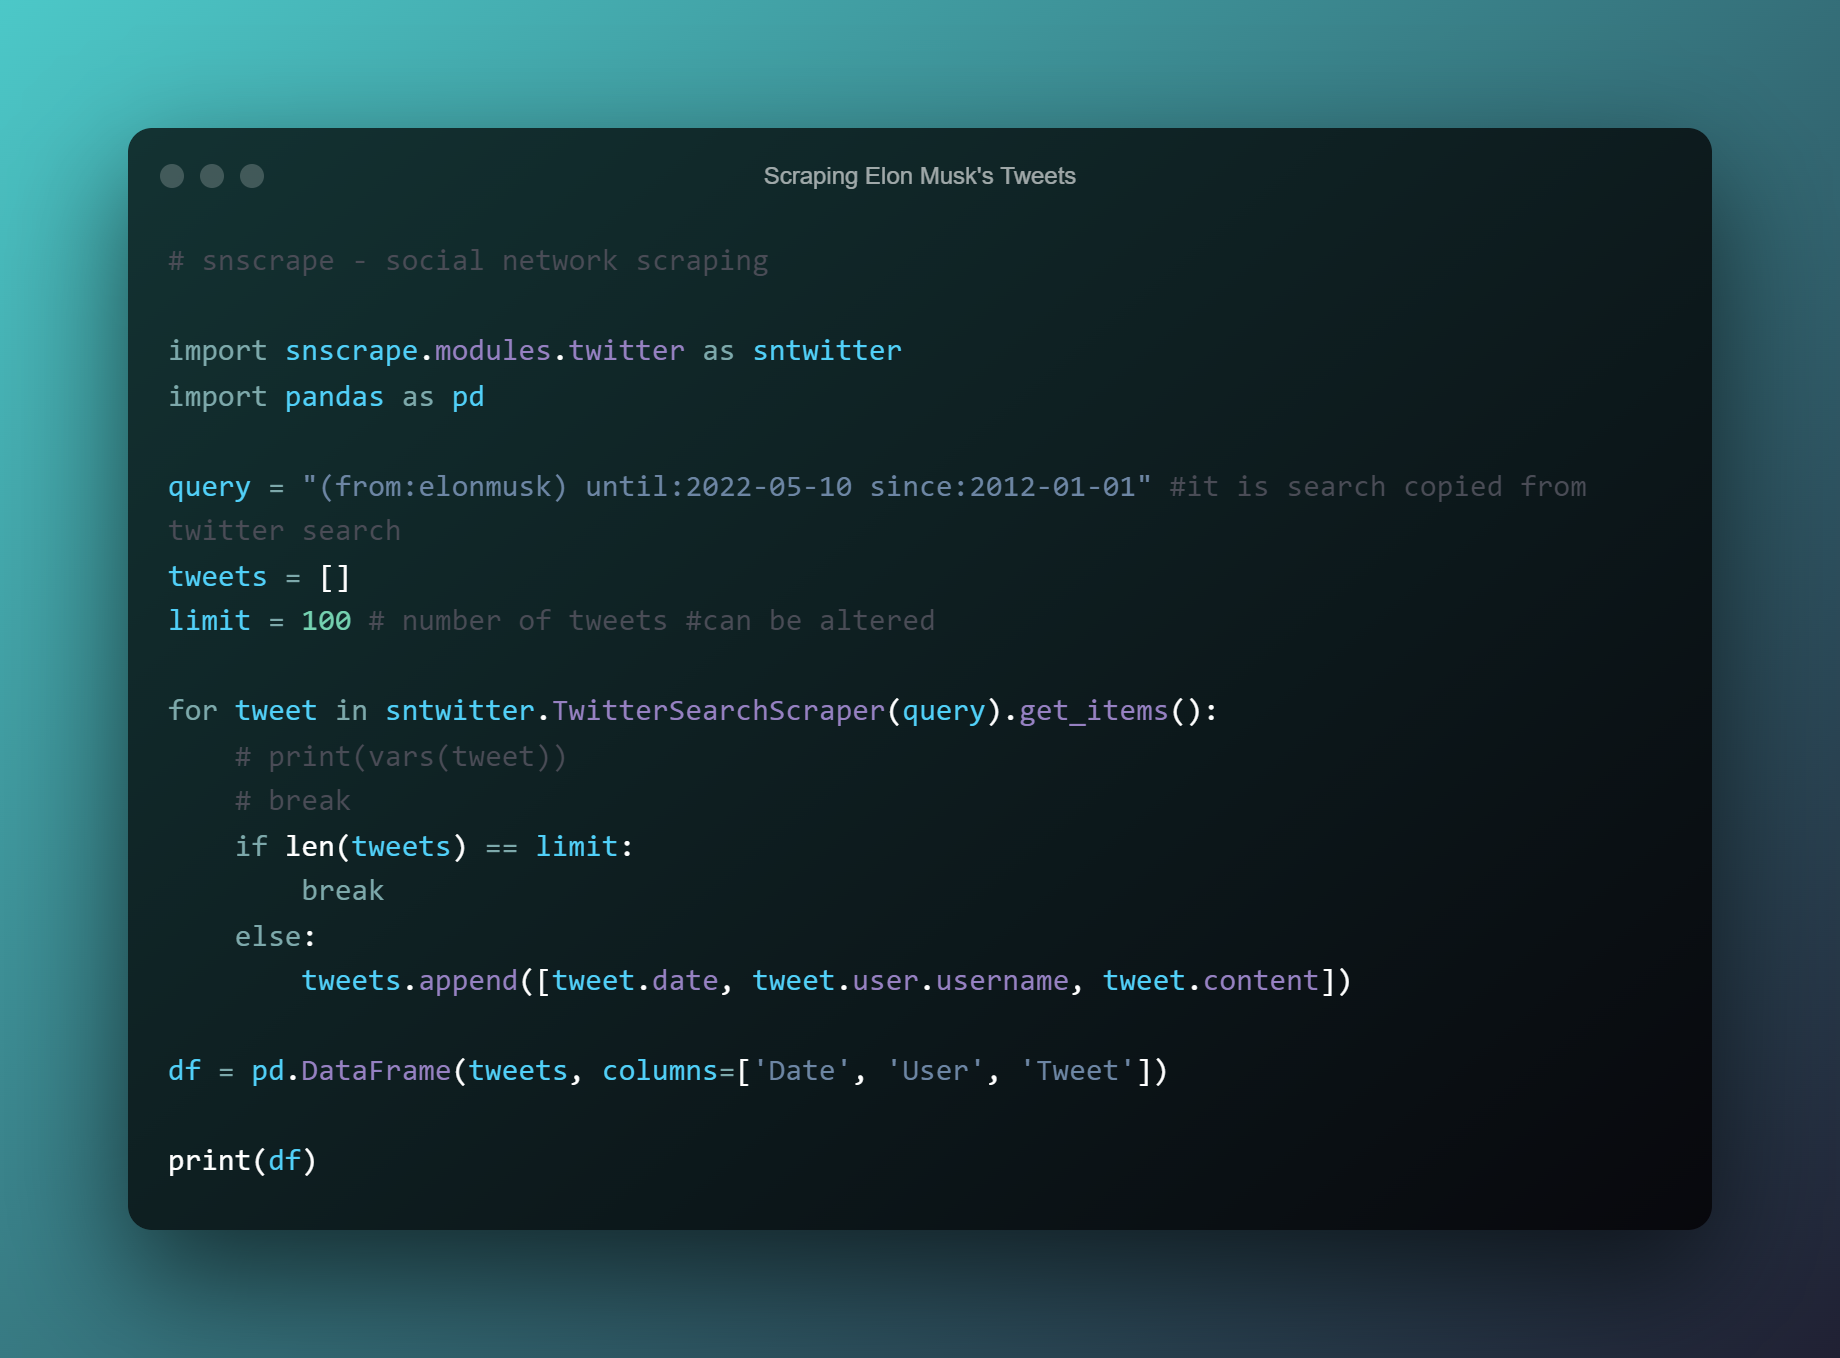 Scraping Elon Musk's Tweets
# snscrape - social network scraping
import snscrape.modules.twitter as sntwitter
import pandas as pd
query = "(from:elonmusk) until:2022-05-10 since:2012-01-01" #it is search copied from
twitter search
tweets = []
limit = 100 # number of tweets #can be altered
for tweet in sntwitter.TwitterSearchScraper(query).get_items():
    # print(vars(tweet))
    # break
    if len(tweets) == limit:
        break
    else:
        tweets.append([tweet.date, tweet.user.username, tweet.content])
df = pd.DataFrame(tweets, columns=['Date', 'User', 'Tweet'])
print(df)